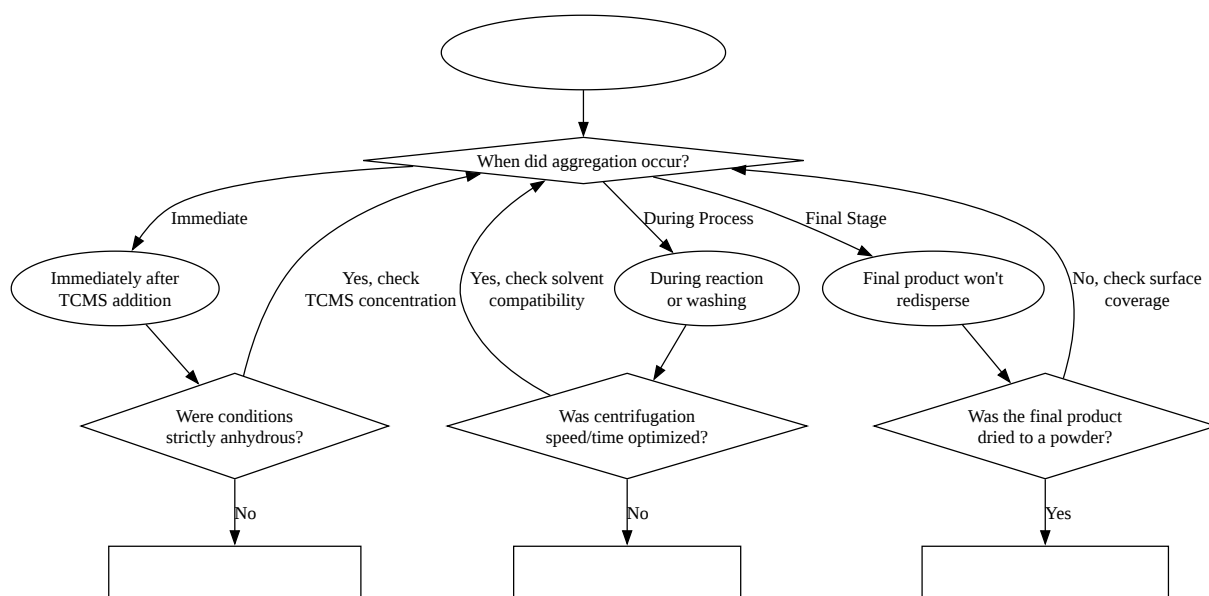 When did aggregation occur?
Immediate
During Process
Final Stage
Immediately after
TCMS addition
Yes, check
TCMS concentration
Yes, check solvent
compatibility
During reaction
or washing
Final product won't
redisperse
No, check surface
coverage
Were conditions
strictly anhydrous?
Was centrifugation
speed/time optimized?
Was the final product
dried to a powder?
No
No
Yes